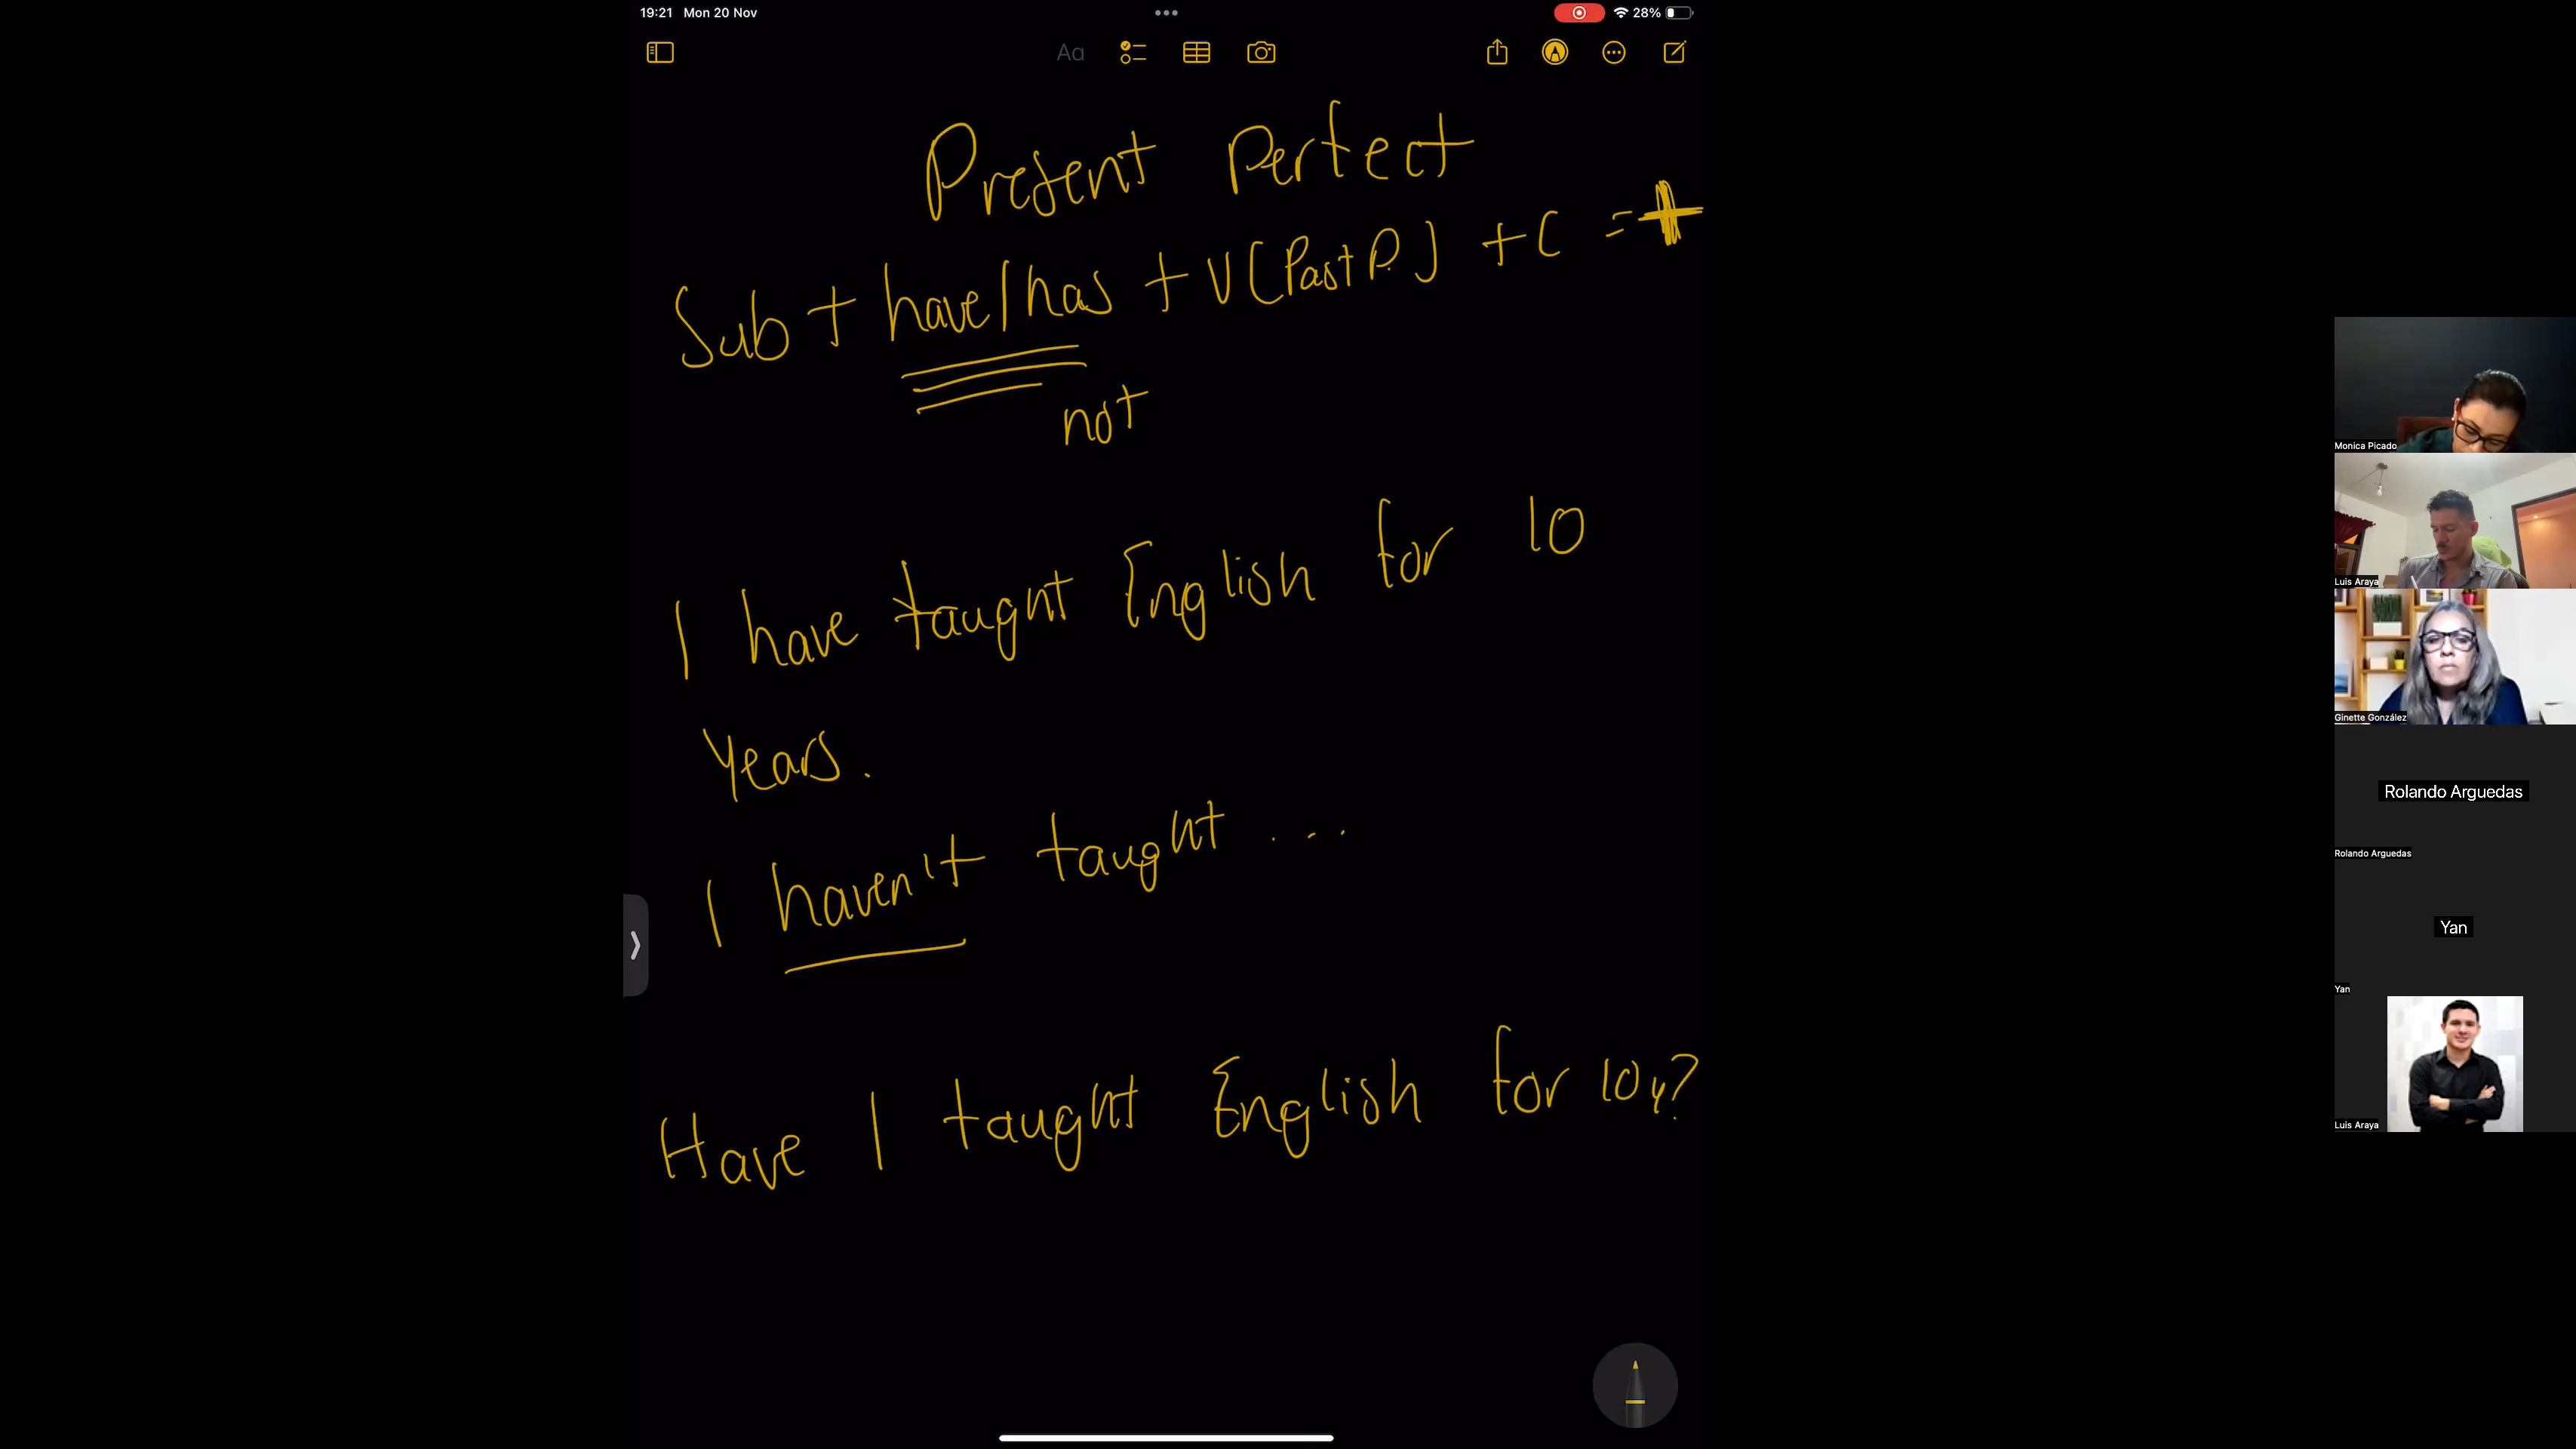 19:21 Mon 20 Nov
28%
Aa
Present Perfect
Sub + have/has + V(Past P.) + C = +
not
I have taught English for 10
years.
I haven't taught ....
Have I taught English for 10y?
Monica Picado
Luis Araya
Ginette González
Rolando Arguedas
Rolando Arguedas
Yan
Yan
Luis Araya